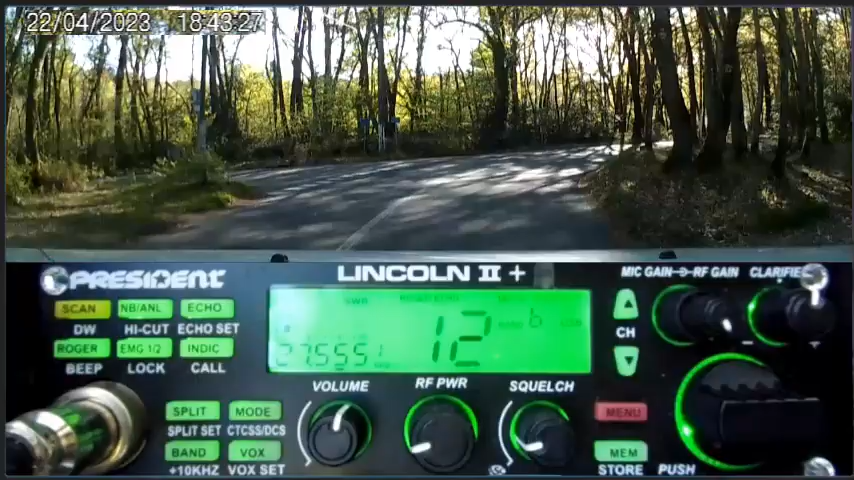 22/04/2023 18:43:27
PRESIDENT LINCOLN II + MIC GAIN RF GAIN CLARIFIER
SCAN NB/ANL ECHO
DW HI-CUT ECHO SET
ROGER EMG 1/2 INDIC
BEEP LOCK CALL
12 b
27.555
CH
VOLUME RF PWR SQUELCH
SPLIT MODE
SPLIT SET CTCSS/DCS
BAND VOX
+10KHZ VOX SET
MENU
MEM
STORE PUSH